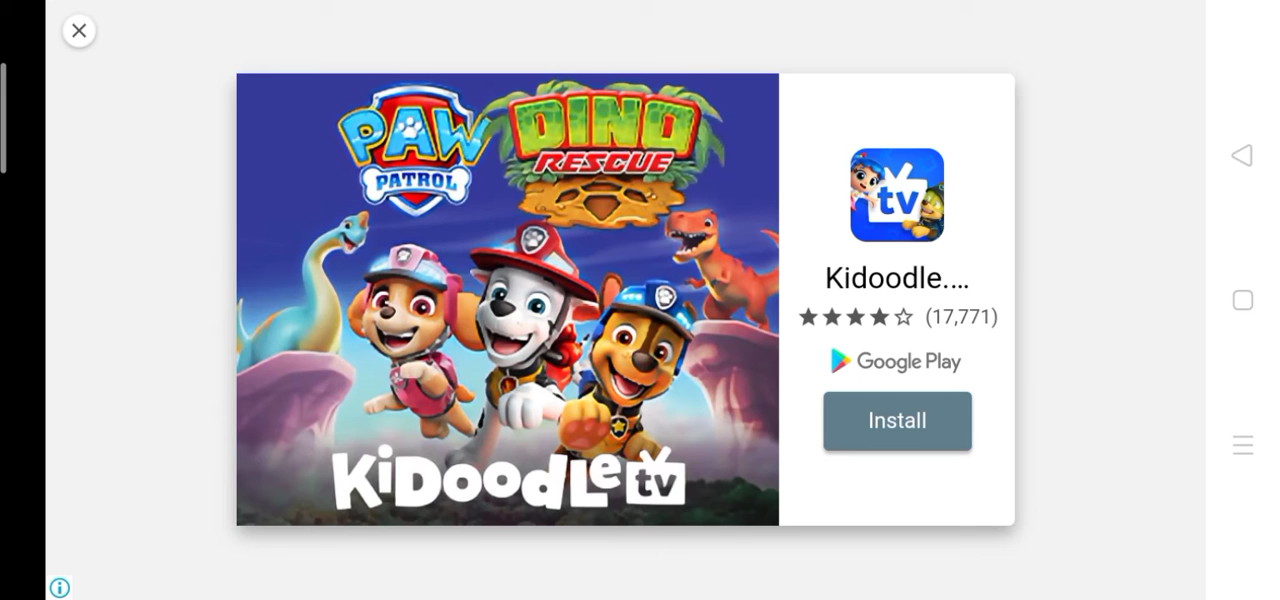 PAW
PATROL
DINO
RESCUE
KiDoodLe tv
tv
Kidoodle....
(17,771)
Google Play
Install